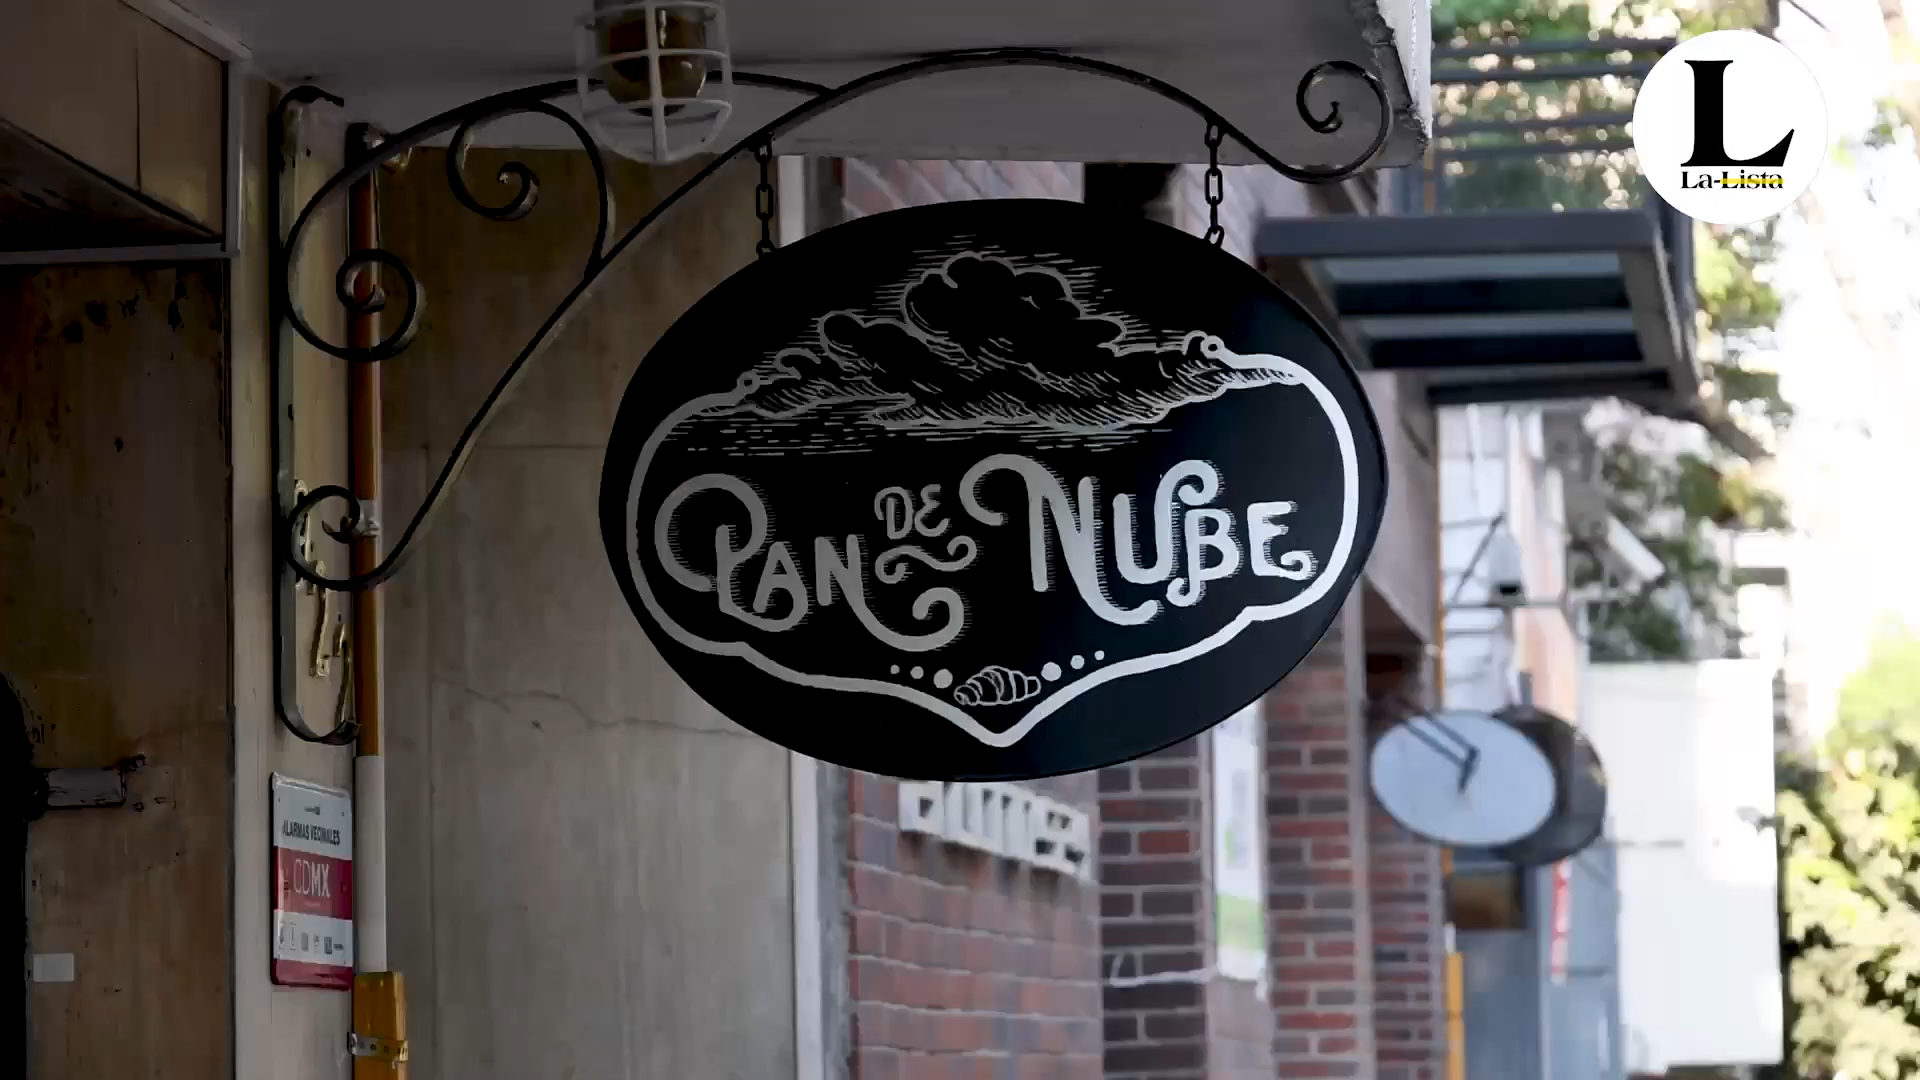 L
La-Lista
PAN DE NUBE
ALARMAS VECINALES
CDMX